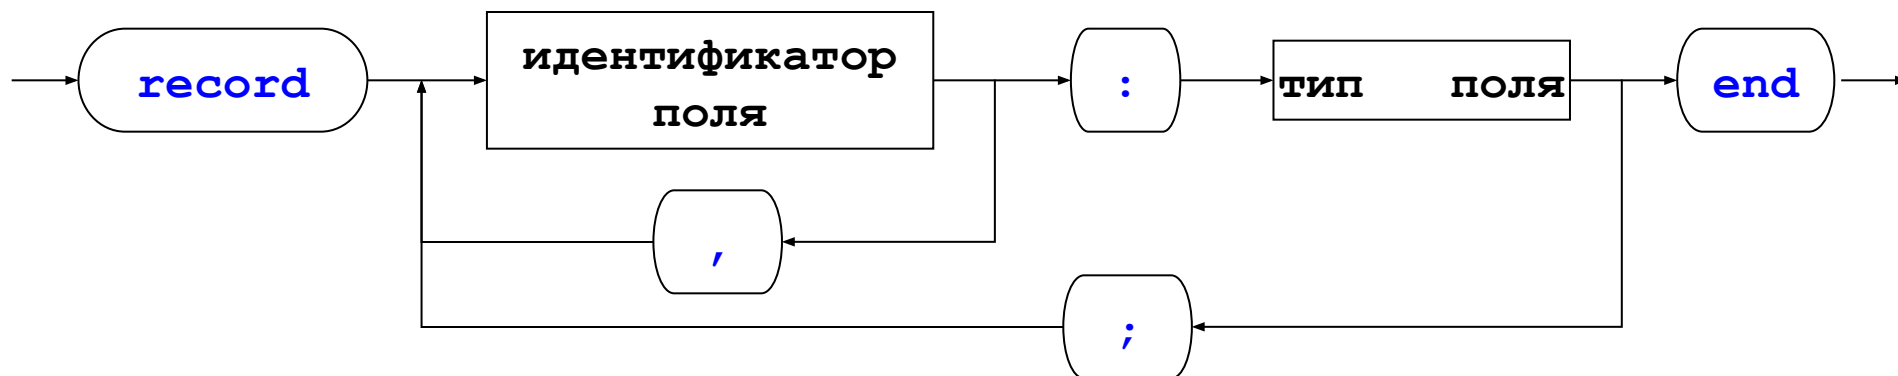 record
идентификатор
поля
:
тип поля
end
,
;